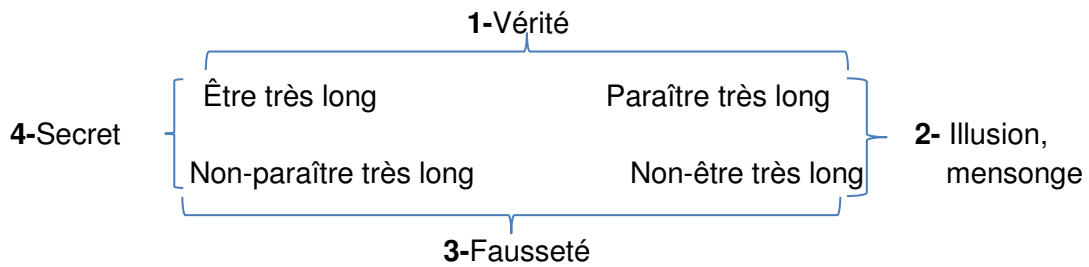 1-Vérité
Être très long Paraître très long
4-Secret 2- Illusion,
mensonge
Non-paraître très long Non-être très long
3-Fausseté